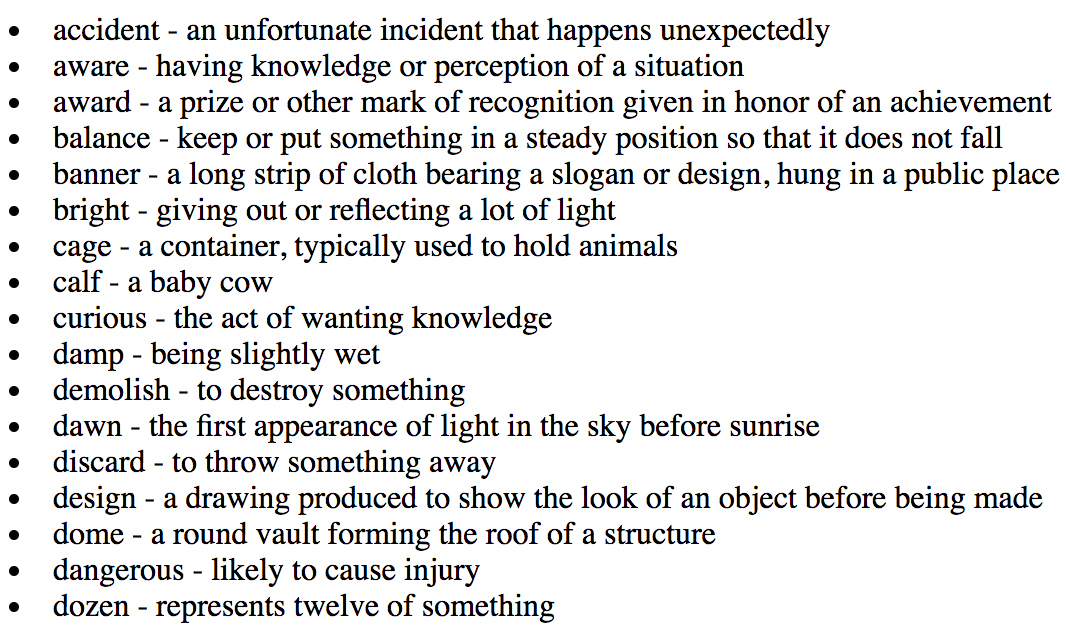 • accident - an unfortunate incident that happens unexpectedly
• aware - having knowledge or perception of a situation
• award - a prize or other mark of recognition given in honor of an achievement
• balance - keep or put something in a steady position so that it does not fall
• banner - a long strip of cloth bearing a slogan or design, hung in a public place
• bright - giving out or reflecting a lot of light
• cage - a container, typically used to hold animals
• calf - a baby cow
• curious - the act of wanting knowledge
• damp - being slightly wet
• demolish - to destroy something
• dawn - the first appearance of light in the sky before sunrise
• discard - to throw something away
• design - a drawing produced to show the look of an object before being made
• dome - a round vault forming the roof of a structure
• dangerous - likely to cause injury
• dozen - represents twelve of something